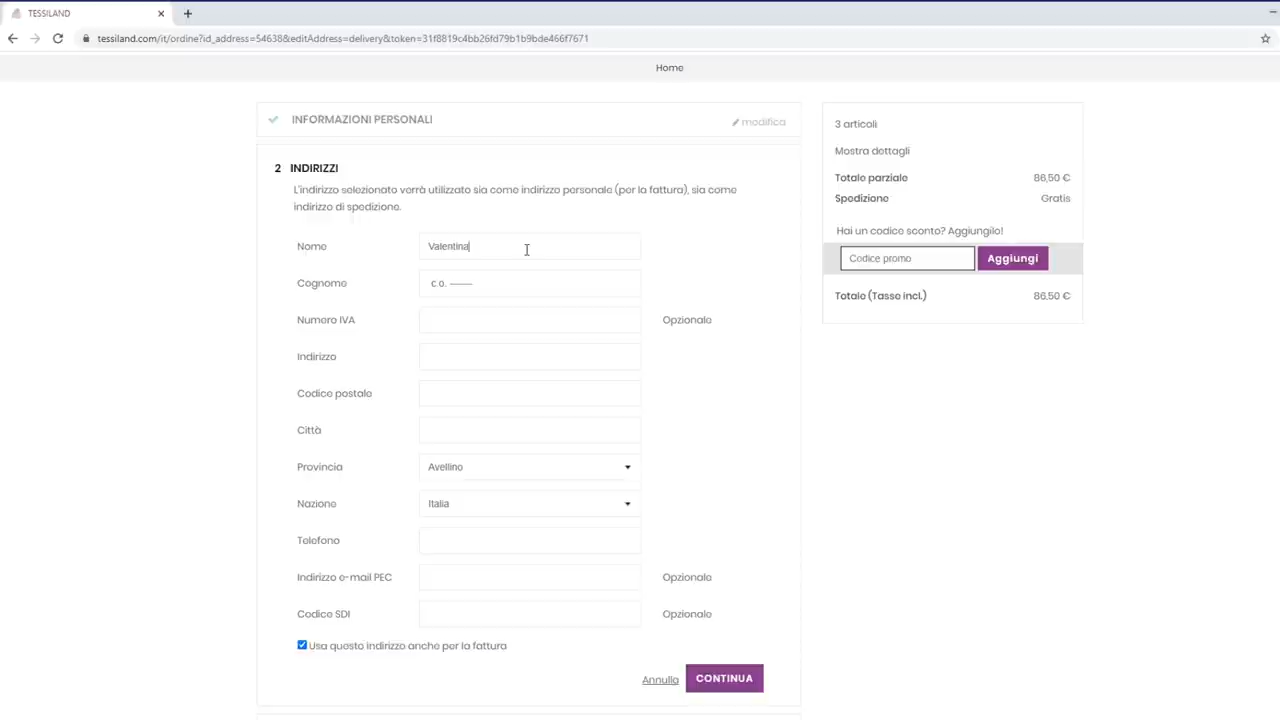 TESSILAND
tessiland.com/it/ordine?id_address=54638&editAddress=delivery&token=31f8819c4bb26fd79b1b9bde466f7671
Home
INFORMAZIONI PERSONALI
modifica
2 INDIRIZZI
L'indirizzo selezionato verrà utilizzato sia come indirizzo personale (per la fattura), sia come
indirizzo di spedizione.
Nome Valentina
Cognome c.o. -------
Numero IVA Opzionale
Indirizzo
Codice postale
Città
Provincia Avellino
Nazione Italia
Telefono
Indirizzo e-mail PEC Opzionale
Codice SDI Opzionale
Usa questo indirizzo anche per la fattura
Annulla CONTINUA
3 articoli
Mostra dettagli
Totale parziale 86,50 €
Spedizione Gratis
Hai un codice sconto? Aggiungilo!
Codice promo Aggiungi
Totale (Tasse incl.) 86,50 €